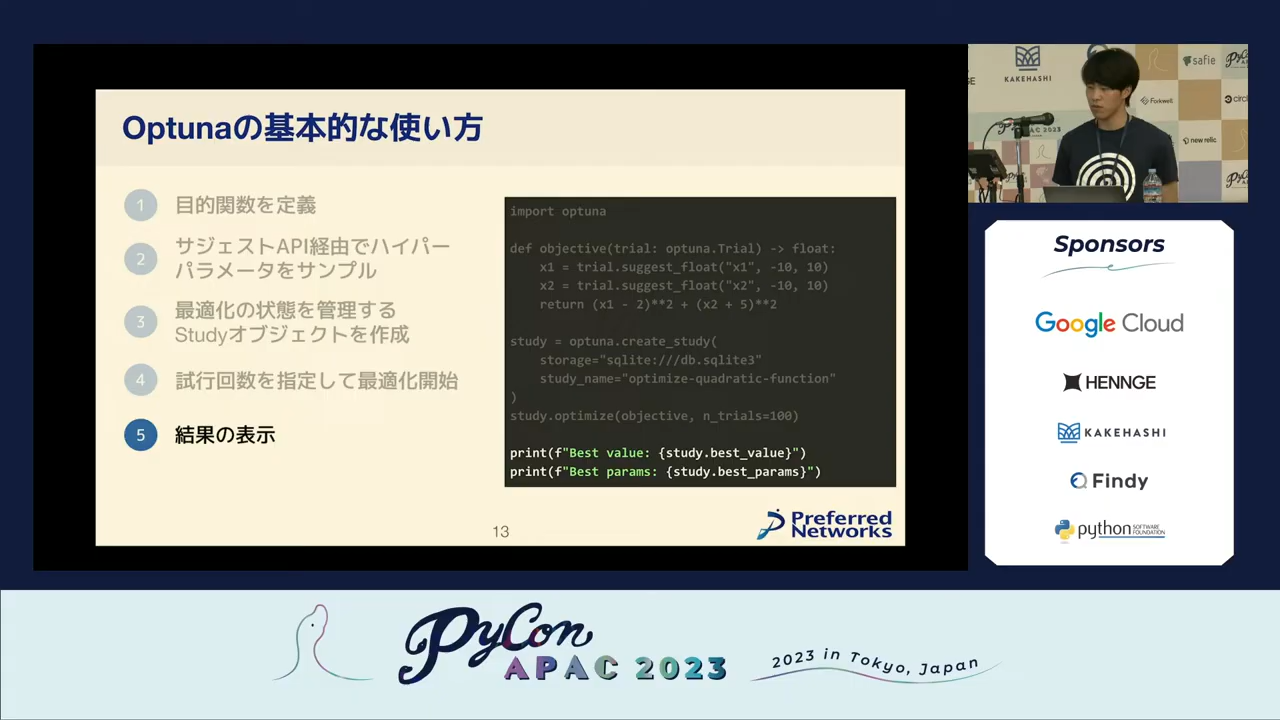 Optunaの基本的な使い方
1 目的関数を定義
2 サジェストAPI経由でハイパー
パラメータをサンプル
3 最適化の状態を管理する
Studyオブジェクトを作成
4 試行回数を指定して最適化開始
5 結果の表示
import optuna
def objective(trial: optuna.Trial) -> float:
x1 = trial.suggest_float("x1", -10, 10)
x2 = trial.suggest_float("x2", -10, 10)
return (x1 - 2)**2 + (x2 + 5)**2
study = optuna.create_study(
storage="sqlite:///db.sqlite3"
study_name="optimize-quadratic-function"
)
study.optimize(objective, n_trials=100)
print(f"Best value: {study.best_value}")
print(f"Best params: {study.best_params}")
13
Preferred
Networks
KAKEHASHI
safie
Forkwell
new relic
APAC 2023
Sponsors
Google Cloud
HENNGE
KAKEHASHI
Findy
python SOFTWARE
FOUNDATION
PyCon
APAC 2023
2023 in Tokyo, Japan